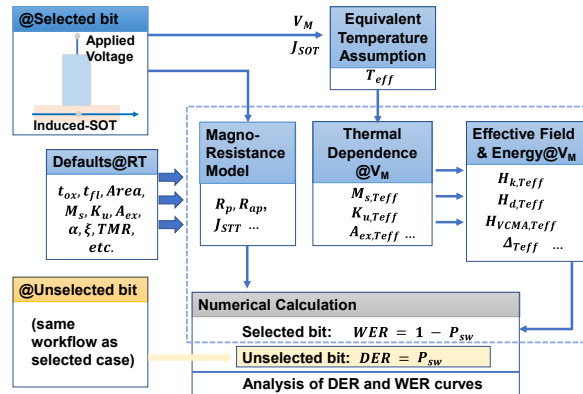 @Selected bit
Applied
Voltage
Induced-SOT
V_M
J_SOT
Equivalent
Temperature
Assumption
T_eff
Defaults@RT
t_ox, t_fl, Area,
M_s, K_u, A_ex,
α, ξ, TMR,
etc.
Magno-
Resistance
Model
R_p, R_ap,
J_STT ...
Thermal
Dependence
@V_M
M_s,Teff
K_u,Teff
A_ex,Teff ...
Effective Field
& Energy@V_M
H_k,Teff
H_d,Teff
H_VCMA,Teff
Δ_Teff ...
@Unselected bit
(same
workflow as
selected case)
Numerical Calculation
Selected bit: WER = 1 − P_sw
Unselected bit: DER = P_sw
Analysis of DER and WER curves